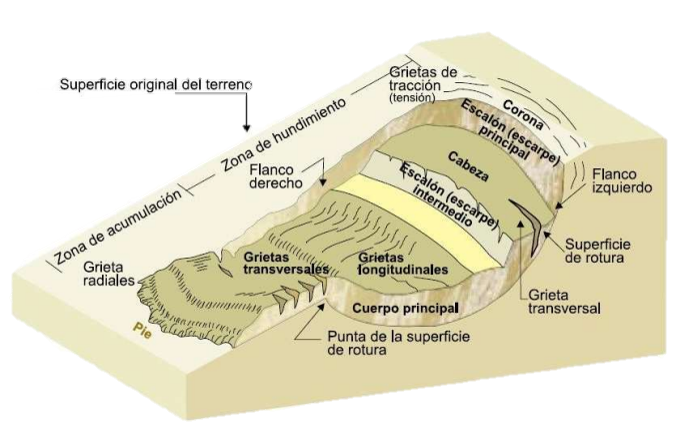 Grietas de
tracción
(tensión)
Corona
Superficie original del terreno
Escalón (escarpe)
principal
Zona de hundimiento
Cabeza
Flanco
derecho
Escalón (escarpe)
intermedio
Flanco
izquierdo
Zona de acumulación
Superficie
de rotura
Grieta
radiales
Grietas
transversales
Grietas
longitudinales
Grieta
transversal
Cuerpo principal
Pie
Punta de la superficie
de rotura